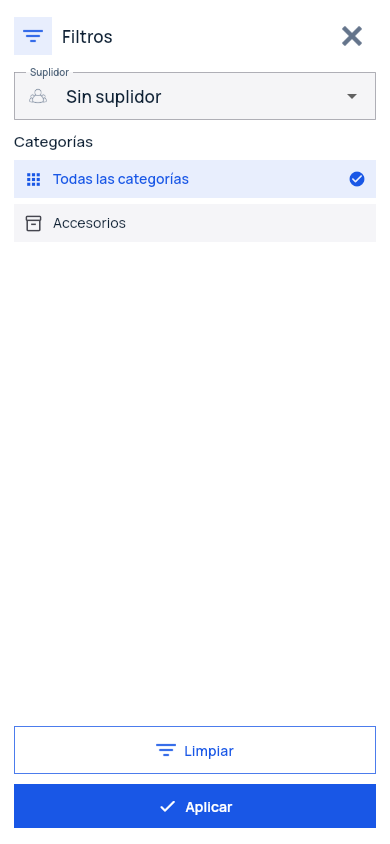 Filtros
Suplidor
Sin suplidor
Categorías
Todas las categorías
Accesorios
Limpiar
Aplicar